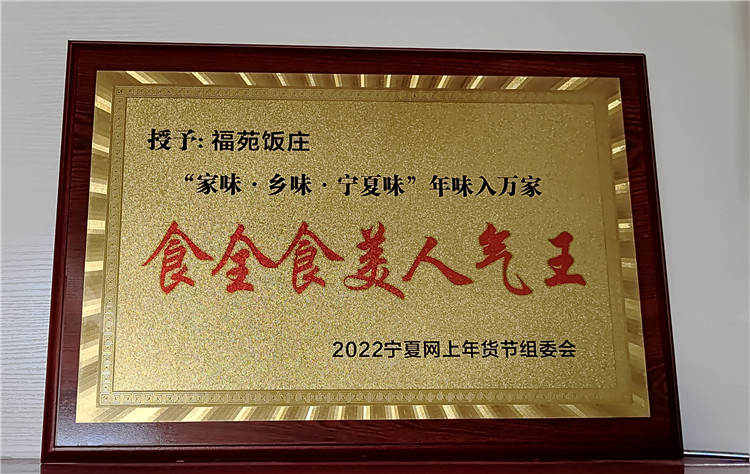 授予: 福苑饭庄
“家味·乡味·宁夏味”年味入万家
食全食美人气王
2022宁夏网上年货节组委会